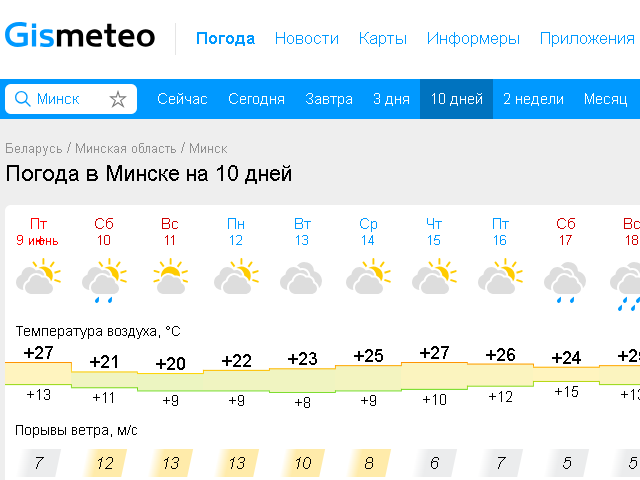 Gismeteo Погода Новости Карты Информеры Приложения
Минск Сейчас Сегодня Завтра 3 дня 10 дней 2 недели Месяц
Беларусь / Минская область / Минск
Погода в Минске на 10 дней
Пт Сб Вс Пн Вт Ср Чт Пт Сб Вс
9 июнь 10 11 12 13 14 15 16 17 18
Температура воздуха, °C
+27 +21 +20 +22 +23 +25 +27 +26 +24
+13 +11 +9 +9 +8 +9 +10 +12 +15
Порывы ветра, м/с
7 12 13 13 10 8 6 7 5 5